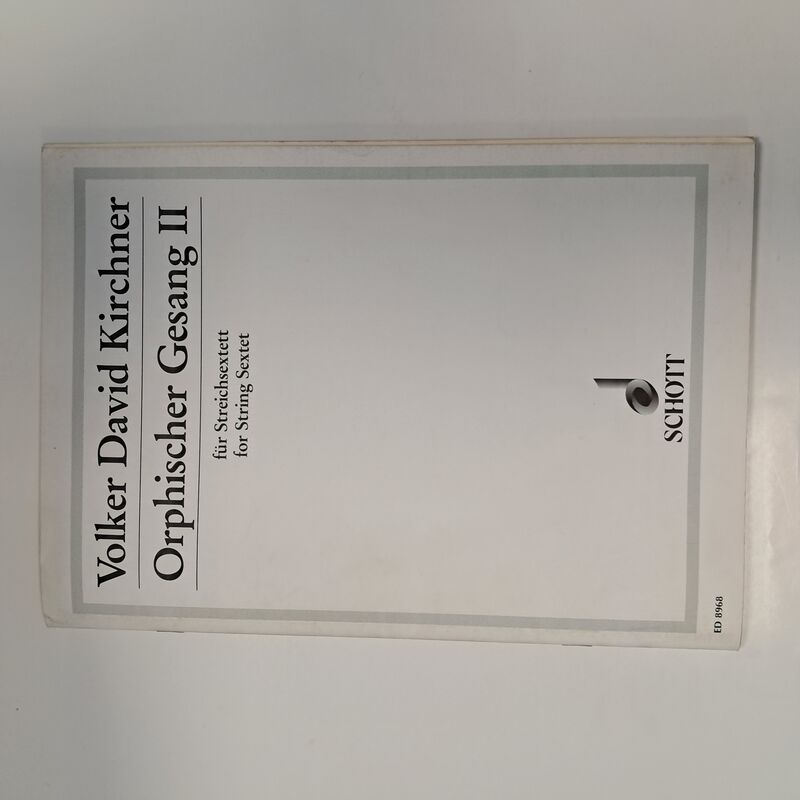 Volker David Kirchner
Orphischer Gesang II
für Streichsextett
for String Sextet
SCHOTT
ED 8968